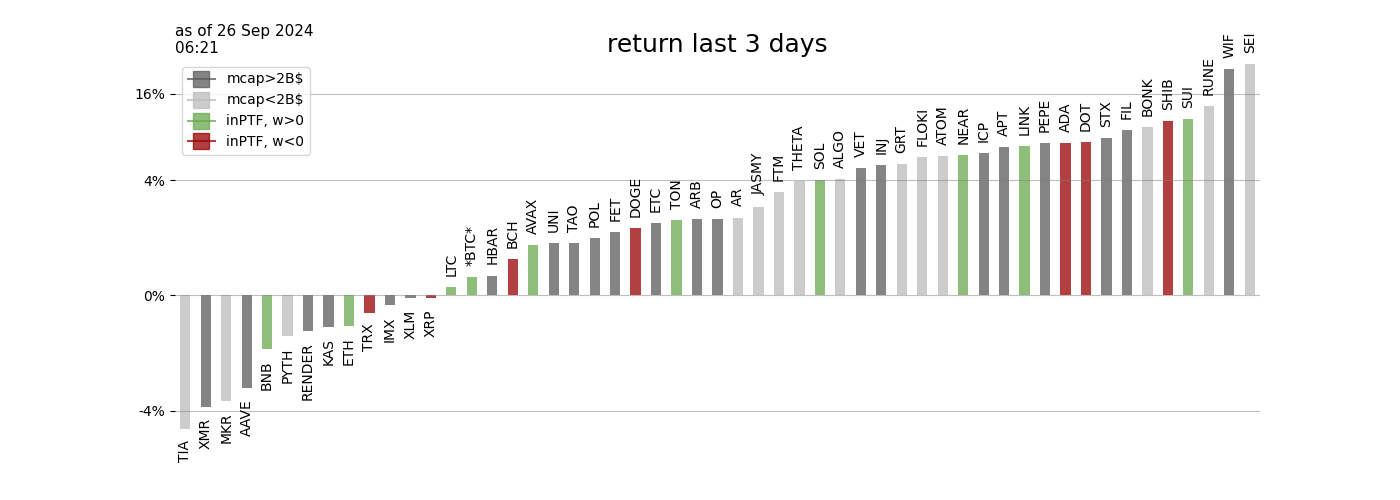 as of 26 Sep 2024
06:21
return last 3 days
mcap>2B$
mcap<2B$
inPTF, w>0
inPTF, w<0
16%
4%
0%
-4%
TIA
XMR
MKR
AAVE
BNB
PYTH
RENDER
KAS
ETH
TRX
IMX
XLM
XRP
LTC
*BTC*
HBAR
BCH
AVAX
UNI
TAO
POL
FET
DOGE
ETC
TON
ARB
OP
AR
JASMY
FTM
THETA
SOL
ALGO
VET
INJ
GRT
FLOKI
ATOM
NEAR
ICP
APT
LINK
PEPE
ADA
DOT
STX
FIL
BONK
SHIB
SUI
RUNE
WIF
SEI